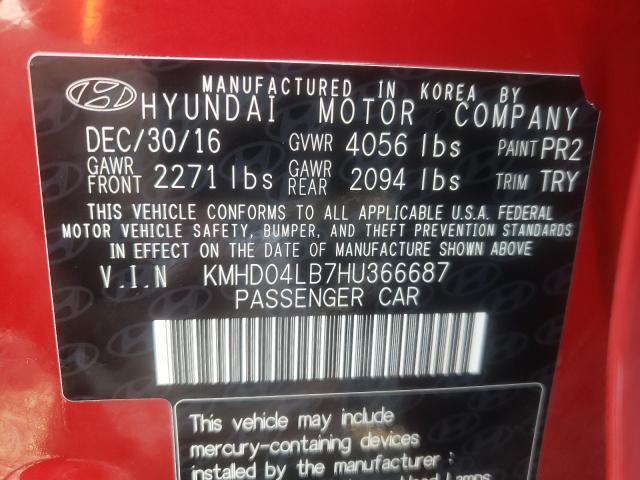 MANUFACTURED IN KOREA BY
HYUNDAI MOTOR COMPANY
DEC/30/16 GVWR 4056 lbs PAINT PR2
GAWR FRONT 2271 lbs GAWR REAR 2094 lbs TRIM TRY
THIS VEHICLE CONFORMS TO ALL APPLICABLE U.S.A. FEDERAL
MOTOR VEHICLE SAFETY, BUMPER, AND THEFT PREVENTION STANDARDS
IN EFFECT ON THE DATE OF MANUFACTURE SHOWN ABOVE.
V.I.N KMHD04LB7HU366687
PASSENGER CAR
This vehicle may include
mercury-containing devices
installed by the manufacturer :